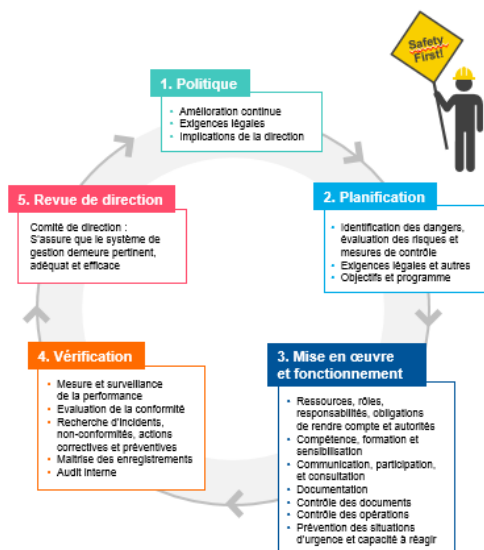 Safety
First!
1. Politique
• Amélioration continue
• Exigences légales
• Implications de la direction
2. Planification
• Identification des dangers,
évaluation des risques et
mesures de contrôle
• Exigences légales et autres
• Objectifs et programme
3. Mise en œuvre
et fonctionnement
• Ressources, rôles,
responsabilités, obligations
de rendre compte et autorités
• Compétence, formation et
sensibilisation
• Communication, participation,
et consultation
• Documentation
• Contrôle des documents
• Contrôle des opérations
• Prévention des situations
d'urgence et capacité à réagir
4. Vérification
• Mesure et surveillance
de la performance
• Evaluation de la conformité
• Recherche d'incidents,
non-conformités, actions
correctives et préventives
• Maitrise des enregistrements
• Audit interne
5. Revue de direction
Comité de direction :
S'assure que le système de
gestion demeure pertinent,
adéquat et efficace